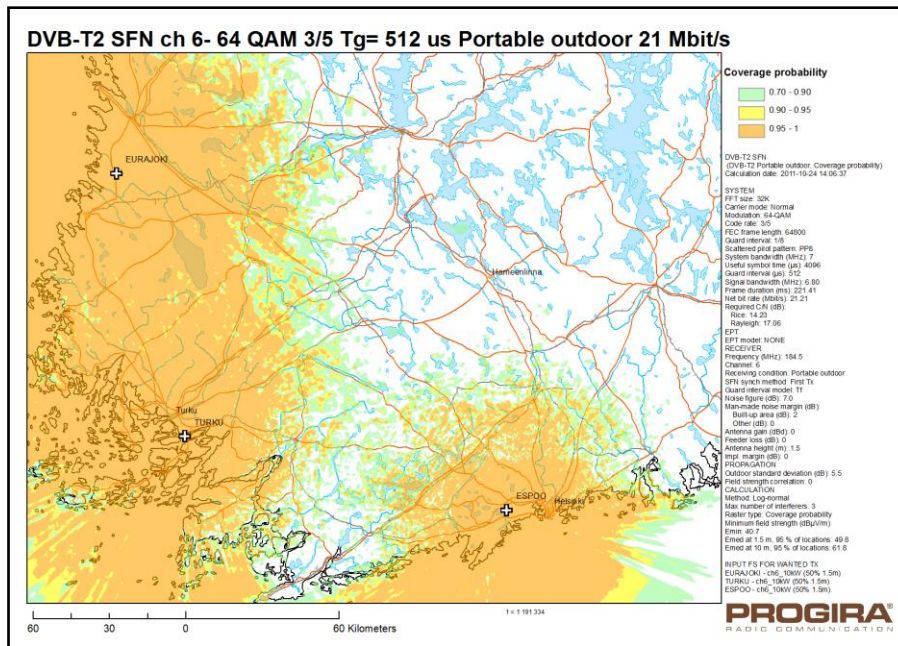 DVB-T2 SFN ch 6- 64 QAM 3/5 Tg= 512 us Portable outdoor 21 Mbit/s
Coverage probability
0.70 - 0.90
0.90 - 0.95
0.95 - 1
EURAJOKI
Hämeenlinna
Turku
TURKU
ESPOO
Helsinki
DVB-T2 SFN
(DVB-T2 Portable outdoor, Coverage probability)
Calculation date: 2011-10-24 14.06.37
SYSTEM
FFT size: 32K
Carrier mode: Normal
Modulation: 64-QAM
Code rate: 3/5
FEC frame length: 64800
Guard interval: 1/8
Scattered pilot pattern: PP8
System bandwidth (MHz): 7
Useful symbol time (µs): 4096
Guard interval (µs): 512
Signal bandwidth (MHz): 6.80
Frame duration (ms): 221.41
Net bit rate (Mbit/s): 21.21
Required C/N (dB):
Rice: 14.23
Rayleigh: 17.06
EPT
EPT model: NONE
RECEIVER
Frequency (MHz): 184.5
Channel: 6
Receiving condition: Portable outdoor
SFN synch method: First Tx
Guard interval model: Tf
Noise figure (dB): 7.0
Man-made noise margin (dB):
Built-up area (dB): 2
Other (dB): 0
Antenna gain (dBd): 0
Feeder loss (dB): 0
Antenna height (m): 1.5
Impl. margin (dB): 0
PROPAGATION
Outdoor standard deviation (dB): 5.5
Field strength correlation: 0
CALCULATION
Method: Log-normal
Max number of interferers: 3
Raster type: Coverage probability
Minimum field strength (dBµV/m)
Emin: 40.7
Emed at 1.5 m, 95 % of locations: 49.8
Emed at 10 m, 95 % of locations: 61.8
INPUT FS FOR WANTED TX
EURAJOKI - ch6_10kW (50% 1.5m)
TURKU - ch6_10kW (50% 1.5m)
ESPOO - ch6_10kW (50% 1.5m)
60 30 15 0 60 Kilometers
1 = 1 191 334
PROGIRA®
RADIO COMMUNICATION